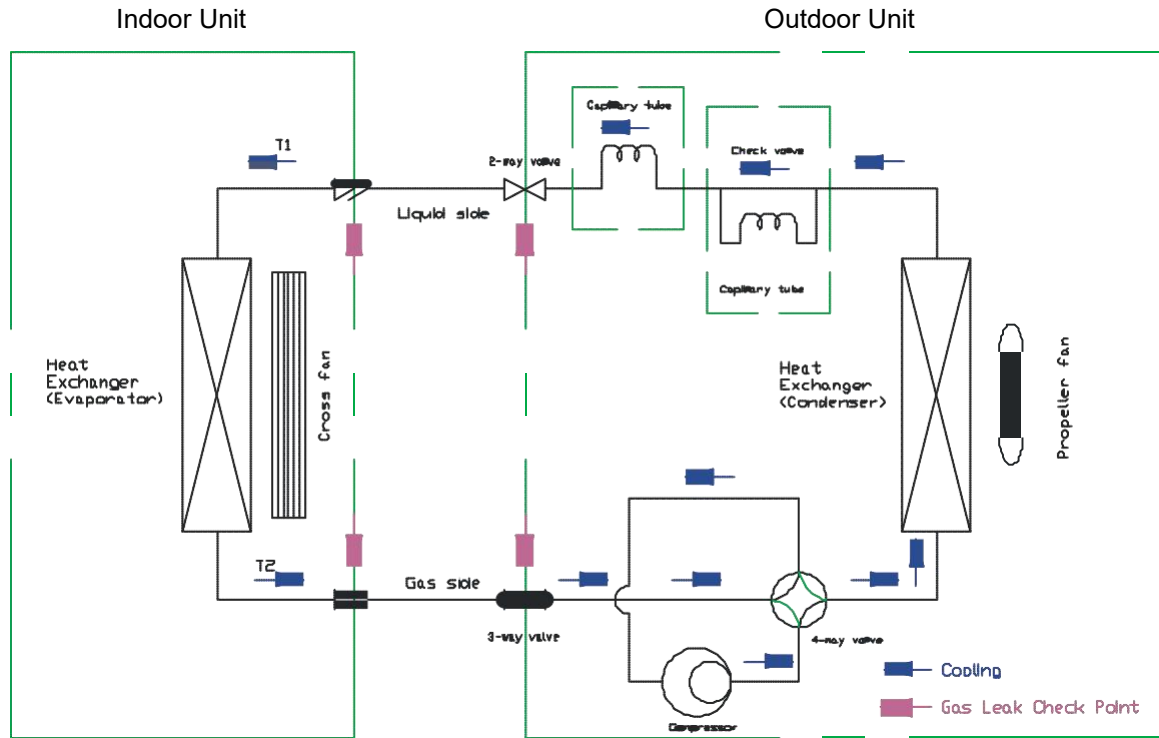 Indoor Unit
Outdoor Unit
Capillary tube
T1
2-way valve
Check valve
Liquid side
Capillary tube
Heat
Exchanger
(Evaporator)
Cross fan
Heat
Exchanger
(Condenser)
Propeller fan
T2
Gas side
3-way valve
4-way valve
Compressor
Cooling
Gas Leak Check Point